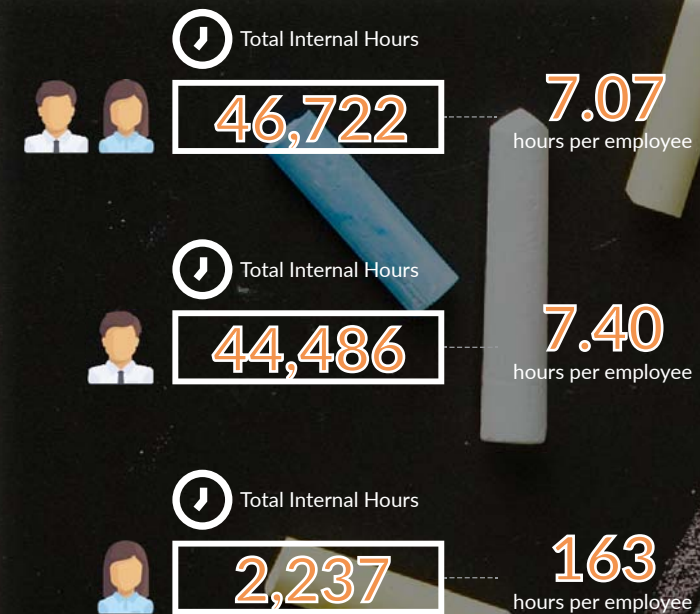 Total Internal Hours
46,722
7.07
hours per employee
Total Internal Hours
44,486
7.40
hours per employee
Total Internal Hours
2,237
163
hours per employee